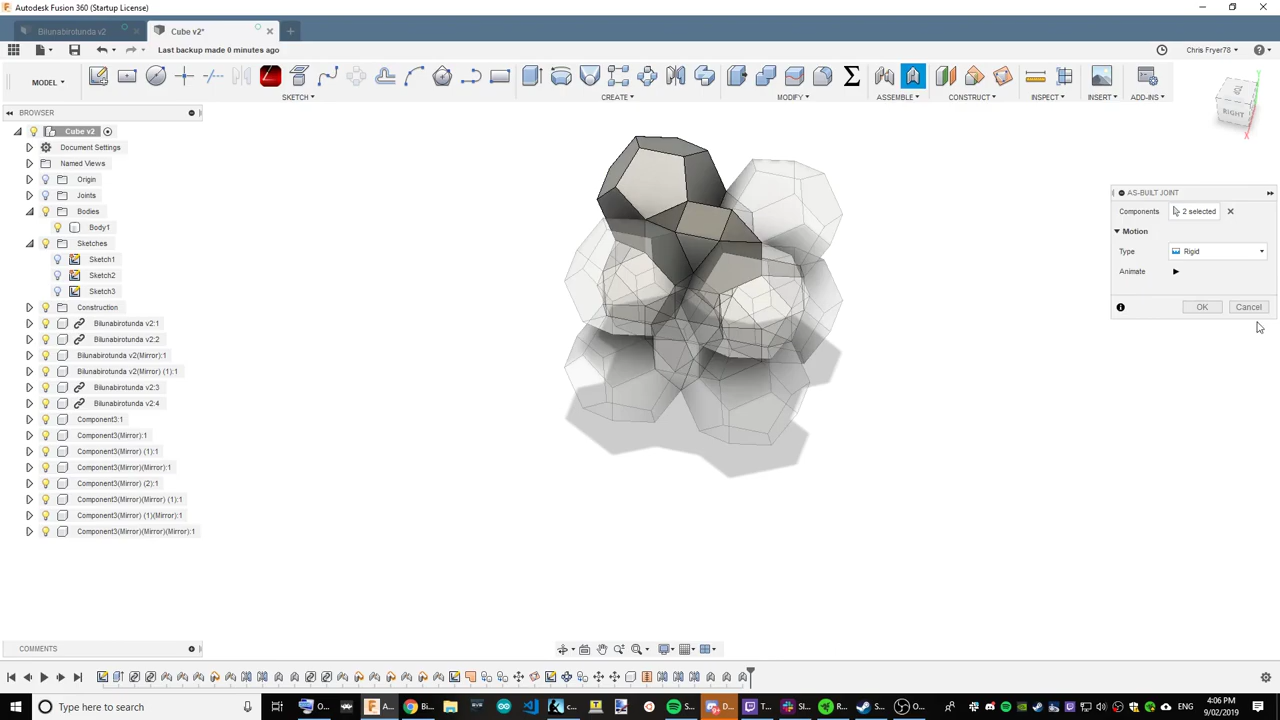 Autodesk Fusion 360 (Startup License)
Bilunabirotunda v2
Cube v2*
Last backup made 0 minutes ago
Chris Fryer78
MODEL
SKETCH
CREATE
MODIFY
ASSEMBLE
CONSTRUCT
INSPECT
INSERT
ADD-INS
RIGHT
BROWSER
Cube v2
Document Settings
Named Views
Origin
Joints
Bodies
Body1
Sketches
Sketch1
Sketch2
Sketch3
Construction
Bilunabirotunda v2:1
Bilunabirotunda v2:2
Bilunabirotunda v2(Mirror):1
Bilunabirotunda v2(Mirror) (1):1
Bilunabirotunda v2:3
Bilunabirotunda v2:4
Component3:1
Component3(Mirror):1
Component3(Mirror) (1):1
Component3(Mirror)(Mirror):1
Component3(Mirror) (2):1
Component3(Mirror)(Mirror) (1):1
Component3(Mirror) (1)(Mirror):1
Component3(Mirror)(Mirror)(Mirror):1
AS-BUILT JOINT
Components
2 selected
Motion
Type
Rigid
Animate
OK
Cancel
COMMENTS
Type here to search
O...
A...
Bil...
B...
W...
K...
S...
D...
T...
Sl...
R...
S...
O...
4:06 PM
9/02/2019